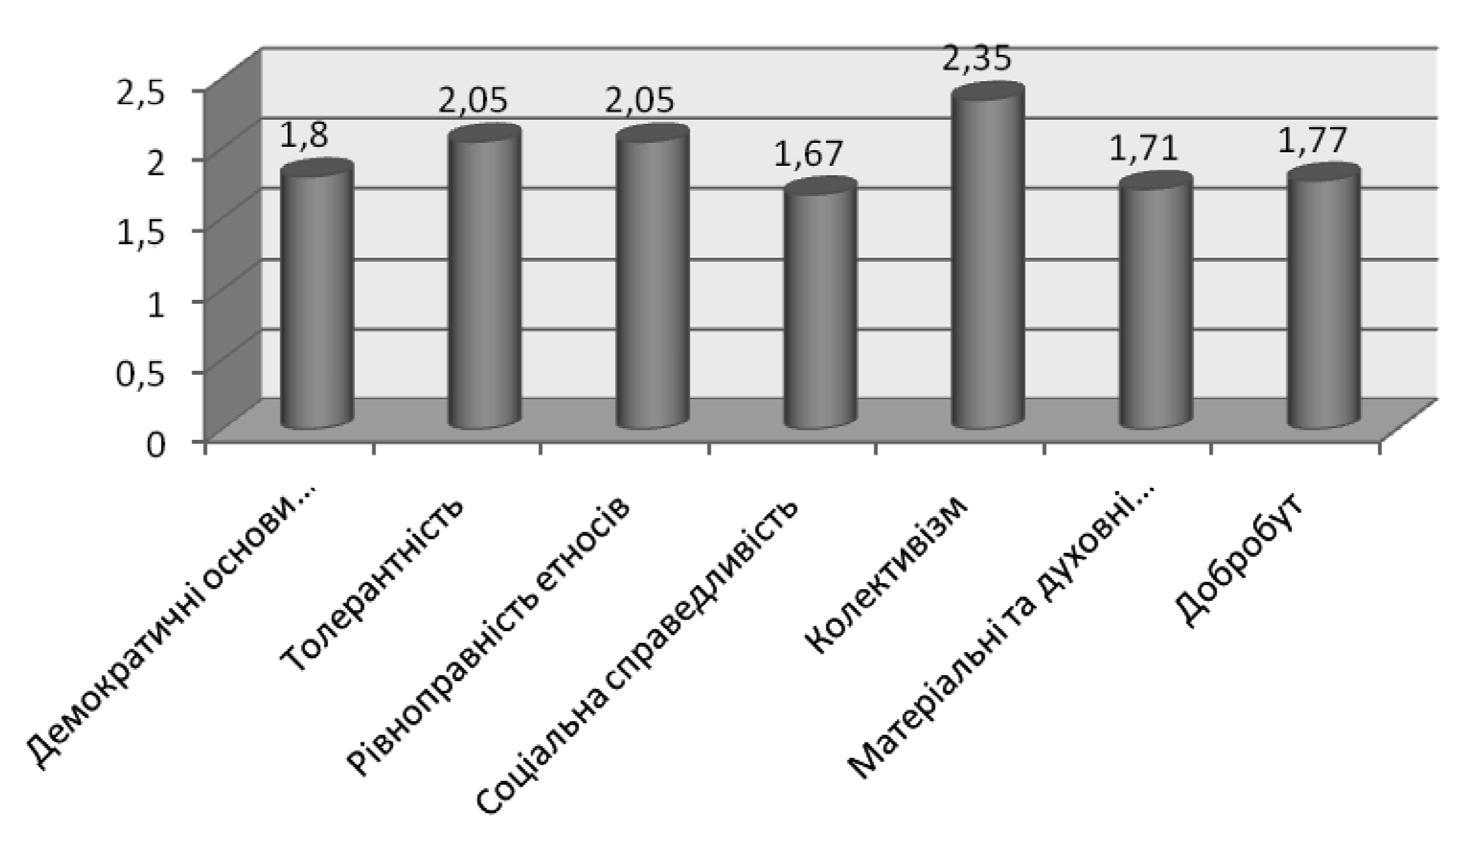 2,5
2
1,5
1
0,5
0
1,8
2,05
2,05
1,67
2,35
1,71
1,77
Демократичні основи...
Толерантність
Рівноправність етносів
Соціальна справедливість
Колективізм
Матеріальні та духовні...
Добробут